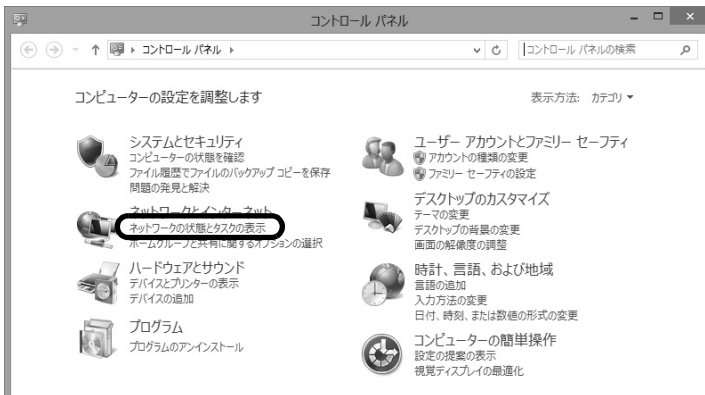 コントロール パネル
コントロール パネル
コントロール パネルの検索
コンピューターの設定を調整します
表示方法: カテゴリ
システムとセキュリティ
コンピューターの状態を確認
ファイル履歴でファイルのバックアップ コピーを保存
問題の発見と解決
ネットワークとインターネット
ネットワークの状態とタスクの表示
ホームグループと共有に関するオプションの選択
ハードウェアとサウンド
デバイスとプリンターの表示
デバイスの追加
プログラム
プログラムのアンインストール
ユーザー アカウントとファミリー セーフティ
アカウントの種類の変更
ファミリー セーフティの設定
デスクトップのカスタマイズ
テーマの変更
デスクトップの背景の変更
画面の解像度の調整
時計、言語、および地域
言語の追加
入力方法の変更
日付、時刻、または数値の形式の変更
コンピューターの簡単操作
設定の提案の表示
視覚ディスプレイの最適化